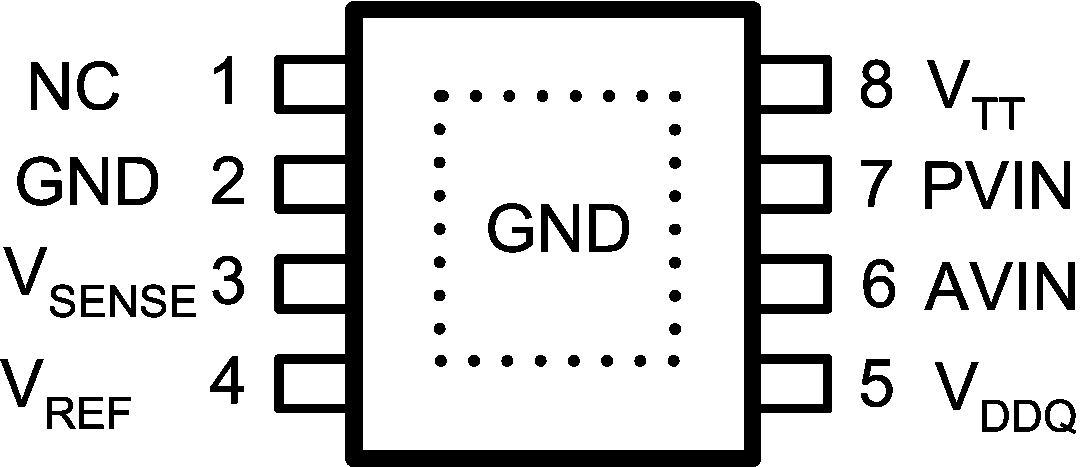 NC 1
8 VTT
GND 2
7 PVIN
GND
VSENSE 3
6 AVIN
VREF 4
5 VDDQ